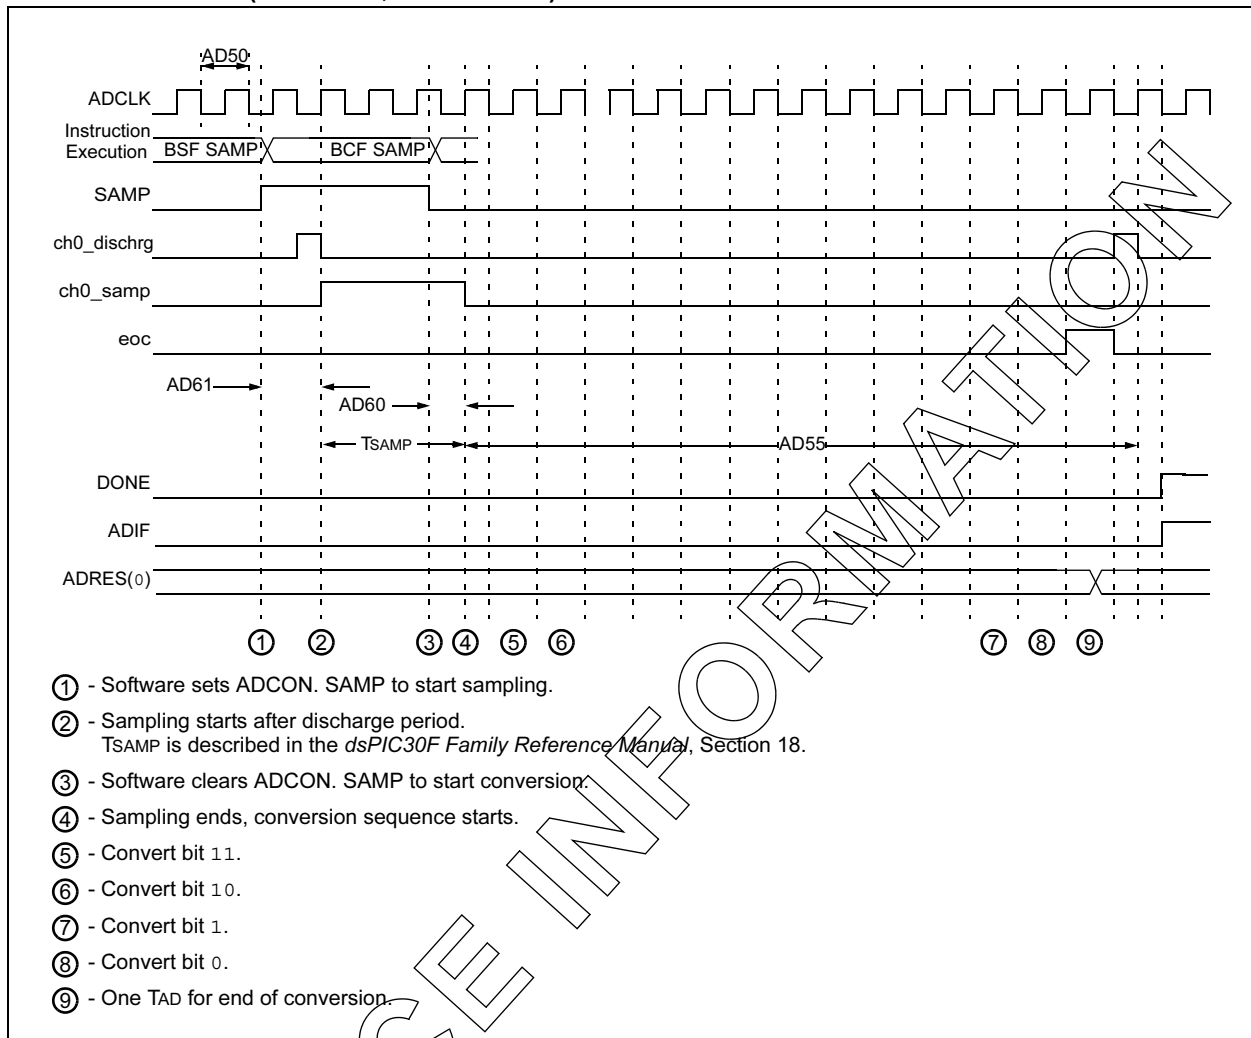 AD50
ADCLK
Instruction
Execution
BSF SAMP
BCF SAMP
SAMP
ch0_dischrg
ch0_samp
eoc
AD61
AD60
TSAMP
AD55
DONE
ADIF
ADRES(0)
1 2 3 4 5 6 7 8 9
1 - Software sets ADCON. SAMP to start sampling.
2 - Sampling starts after discharge period.
TSAMP is described in the dsPIC30F Family Reference Manual, Section 18.
3 - Software clears ADCON. SAMP to start conversion.
4 - Sampling ends, conversion sequence starts.
5 - Convert bit 11.
6 - Convert bit 10.
7 - Convert bit 1.
8 - Convert bit 0.
9 - One TAD for end of conversion.
GE INFORMATION